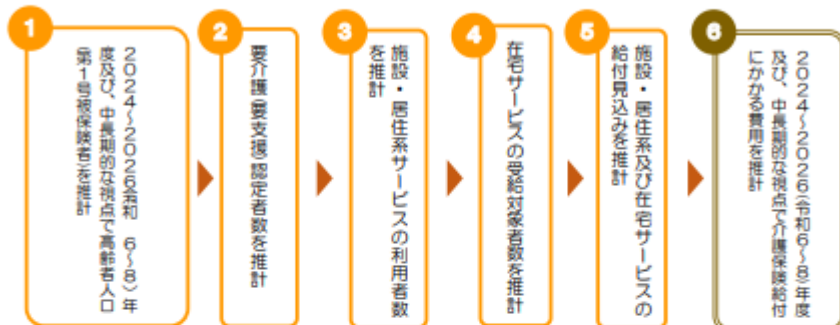 1
2024～2026(令和 6～8)年
度及び、中長期的な視点で高齢者人口
(第1号被保険者)を推計
2
要介護(要支援)認定者数を推計
3
施設・居住系サービスの利用者数
を推計
4
在宅サービスの受給対象者数を推計
5
施設・居住系及び在宅サービスの
給付見込みを推計
6
2024～2026(令和6～8)年度
及び、中長期的な視点で介護保険給付
にかかる費用を推計